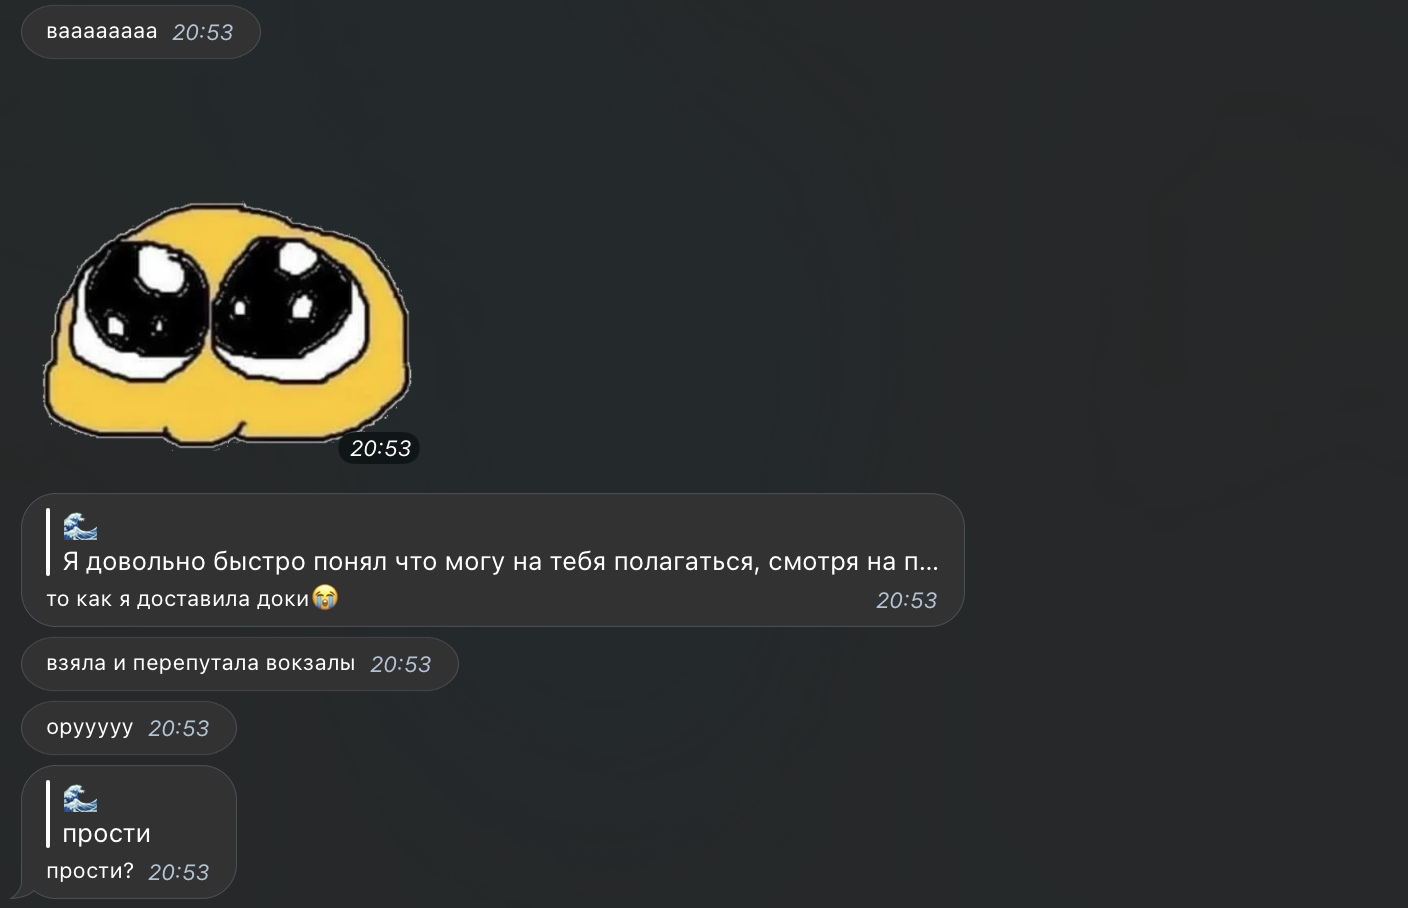 ваааааааа 20:53
20:53
🌊
Я довольно быстро понял что могу на тебя полагаться, смотря на п...
то как я доставила доки😭 20:53
взяла и перепутала вокзалы 20:53
орууууу 20:53
🌊
прости
прости? 20:53